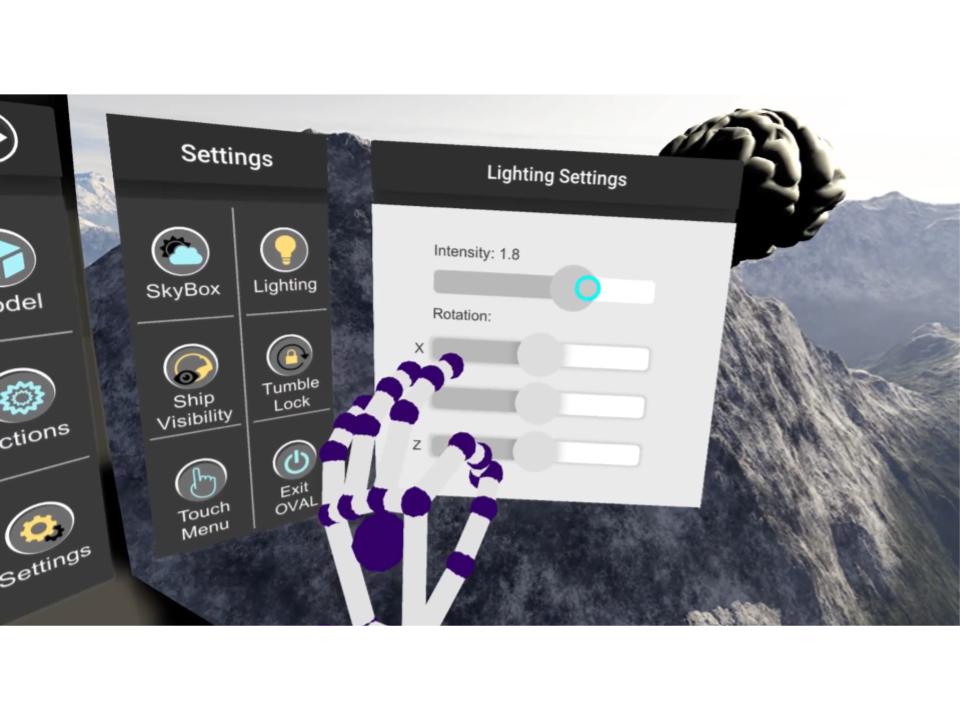 Settings
SkyBox
Lighting
Ship
Visibility
Tumble
Lock
Touch
Menu
Exit
OVAL
Lighting Settings
Intensity: 1.8
Rotation:
X
Z
odel
ctions
Settings